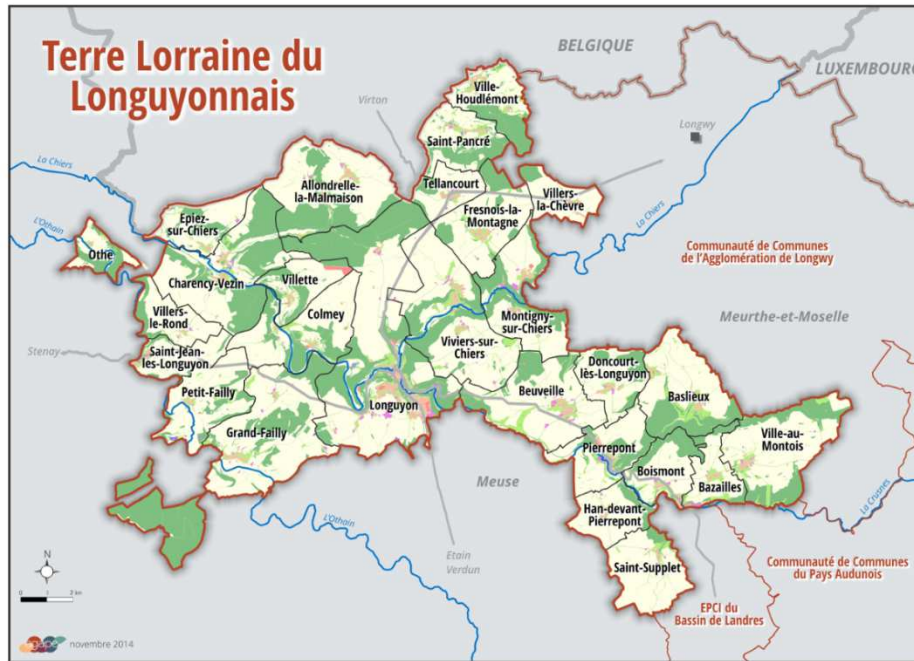 Terre Lorraine du
Longuyonnais
BELGIQUE
LUXEMBOURG
Virton
Longwy
Ville-
Houdlémont
Saint-Pancré
Tellancourt
Villers-
la-Chèvre
Fresnois-la-
Montagne
Allondrelle-
la-Malmaison
La Chiers
La Chiers
L'Othain
Epiez-
sur-Chiers
Othe
Charency-Vezin
Villette
Colmey
Villers-
le-Rond
Saint-Jean-
les-Longuyon
Stenay
Petit-Failly
Grand-Failly
Longuyon
Viviers-sur-
Chiers
Montigny-
sur-Chiers
Communauté de Communes
de l'Agglomération de Longwy
Meurthe-et-Moselle
Beuveille
Doncourt-
lès-Longuyon
Baslieux
Ville-au-
Montois
Pierrepont
Boismont
Bazailles
Han-devant-
Pierrepont
Saint-Supplet
Meuse
L'Othain
La Crusnes
Etain
Verdun
Communauté de Communes
du Pays Audunois
EPCI du
Bassin de Landres
N
0 1 2 km
novembre 2014